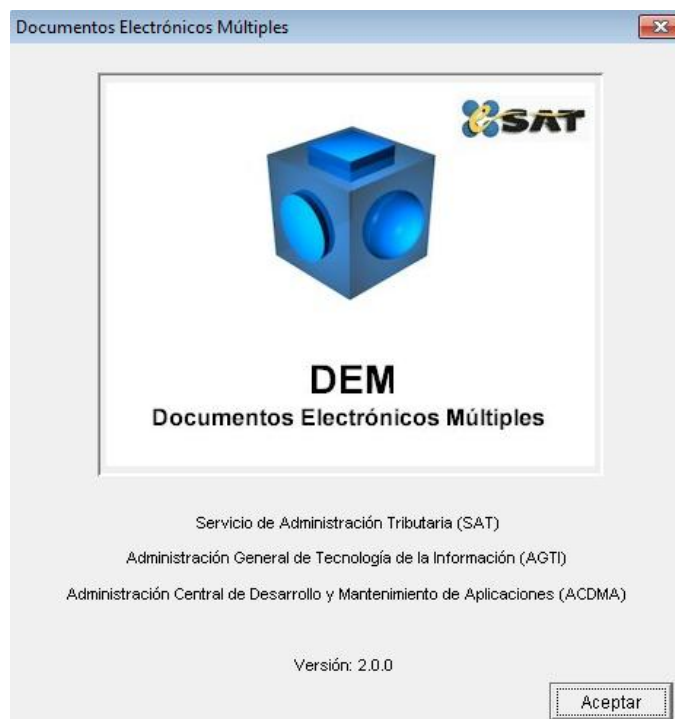 Documentos Electrónicos Múltiples
e SAT
DEM
Documentos Electrónicos Múltiples
Servicio de Administración Tributaria (SAT)
Administración General de Tecnología de la Información (AGTI)
Administración Central de Desarrollo y Mantenimiento de Aplicaciones (ACDMA)
Versión: 2.0.0
Aceptar